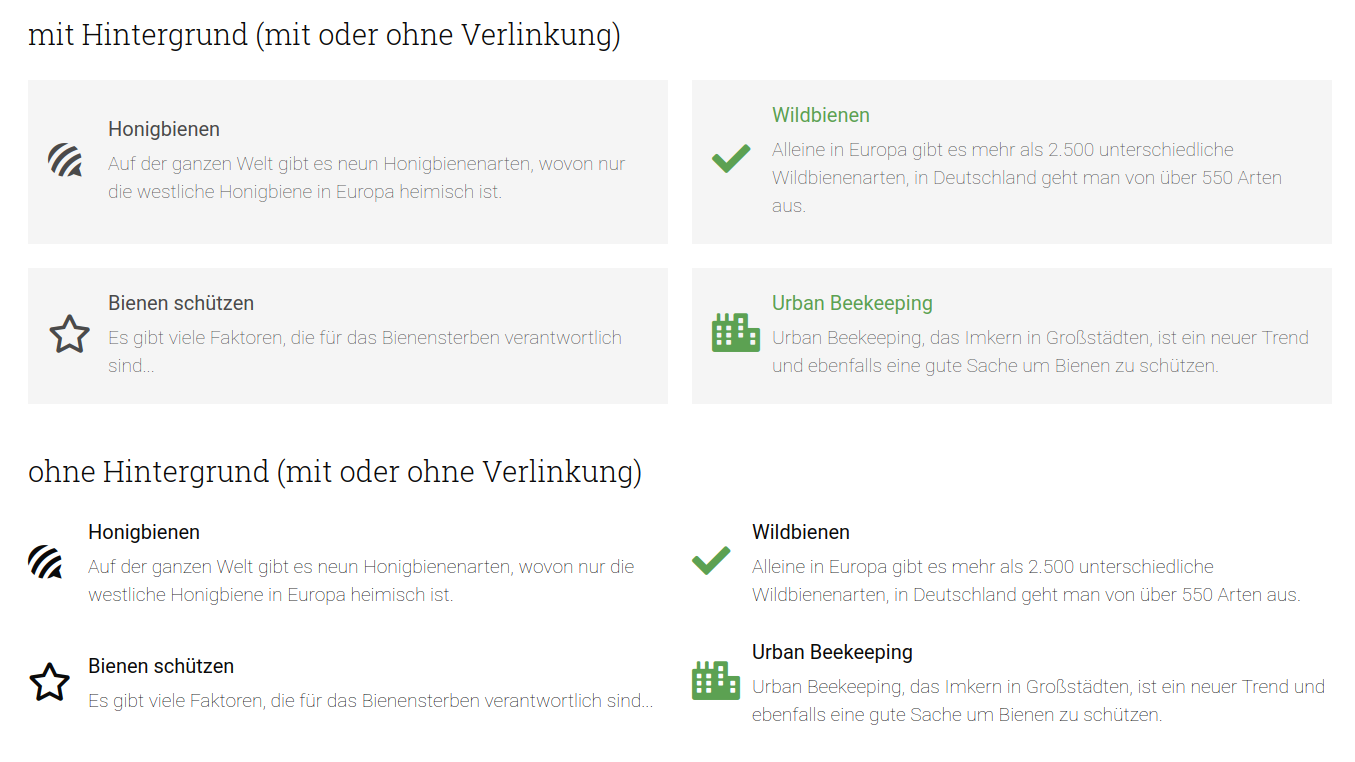 mit Hintergrund (mit oder ohne Verlinkung)
Honigbienen
Auf der ganzen Welt gibt es neun Honigbienenarten, wovon nur
die westliche Honigbiene in Europa heimisch ist.
Wildbienen
Alleine in Europa gibt es mehr als 2.500 unterschiedliche
Wildbienenarten, in Deutschland geht man von über 550 Arten
aus.
Bienen schützen
Es gibt viele Faktoren, die für das Bienensterben verantwortlich
sind...
Urban Beekeeping
Urban Beekeeping, das Imkern in Großstädten, ist ein neuer Trend
und ebenfalls eine gute Sache um Bienen zu schützen.
ohne Hintergrund (mit oder ohne Verlinkung)
Honigbienen
Auf der ganzen Welt gibt es neun Honigbienenarten, wovon nur die
westliche Honigbiene in Europa heimisch ist.
Wildbienen
Alleine in Europa gibt es mehr als 2.500 unterschiedliche
Wildbienenarten, in Deutschland geht man von über 550 Arten aus.
Bienen schützen
Es gibt viele Faktoren, die für das Bienensterben verantwortlich sind...
Urban Beekeeping
Urban Beekeeping, das Imkern in Großstädten, ist ein neuer Trend und
ebenfalls eine gute Sache um Bienen zu schützen.